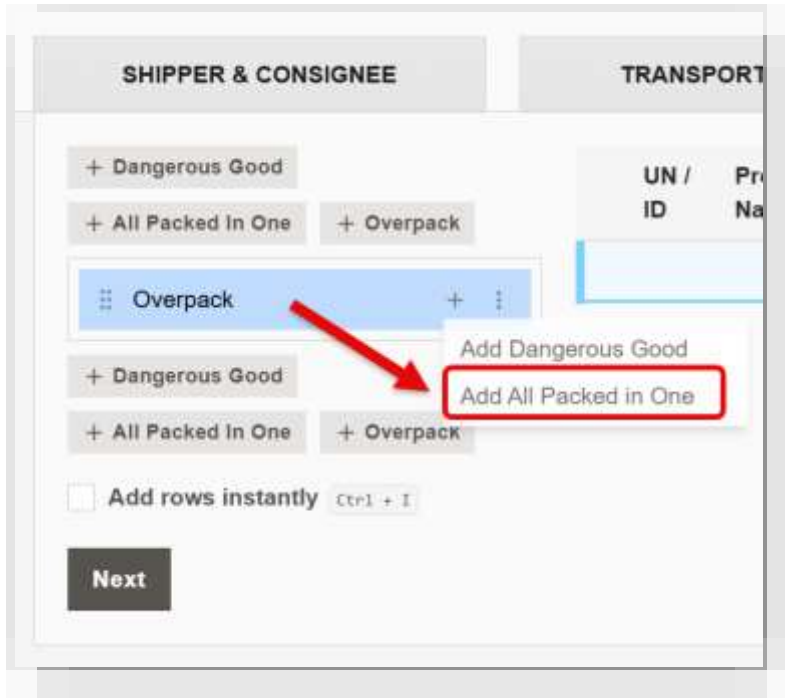 SHIPPER & CONSIGNEE
TRANSPORT
+ Dangerous Good
+ All Packed In One
+ Overpack
UN /
ID
Overpack
+
Add Dangerous Good
Add All Packed in One
+ Dangerous Good
+ All Packed In One
+ Overpack
Add rows instantly Ctrl + I
Next